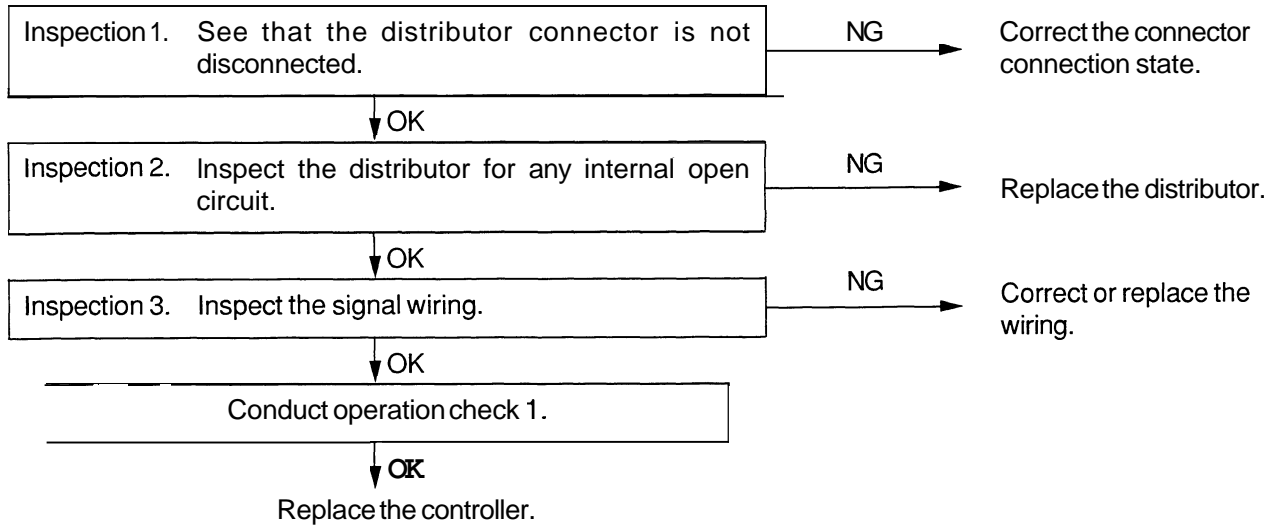 Inspection 1. See that the distributor connector is not
disconnected.
NG
Correct the connector
connection state.
OK
Inspection 2. Inspect the distributor for any internal open
circuit.
NG
Replace the distributor.
OK
Inspection 3. Inspect the signal wiring.
NG
Correct or replace the
wiring.
OK
Conduct operation check 1.
OK
Replace the controller.